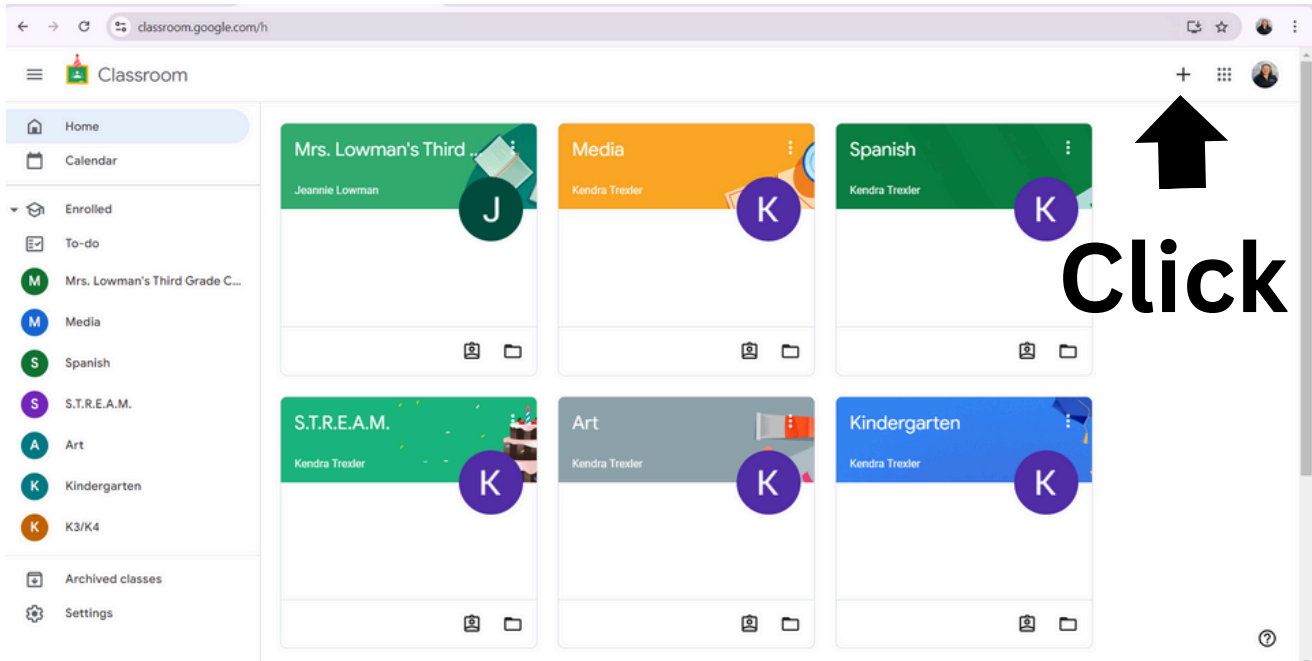 classroom.google.com/h
Classroom
Home
Calendar
Enrolled
To-do
M Mrs. Lowman's Third Grade C...
M Media
S Spanish
S S.T.R.E.A.M.
A Art
K Kindergarten
K K3/K4
Archived classes
Settings
Mrs. Lowman's Third ...
Jeannie Lowman
J
Media
Kendra Trexler
K
Spanish
Kendra Trexler
K
S.T.R.E.A.M.
Kendra Trexler
K
Art
Kendra Trexler
K
Kindergarten
Kendra Trexler
K
Click